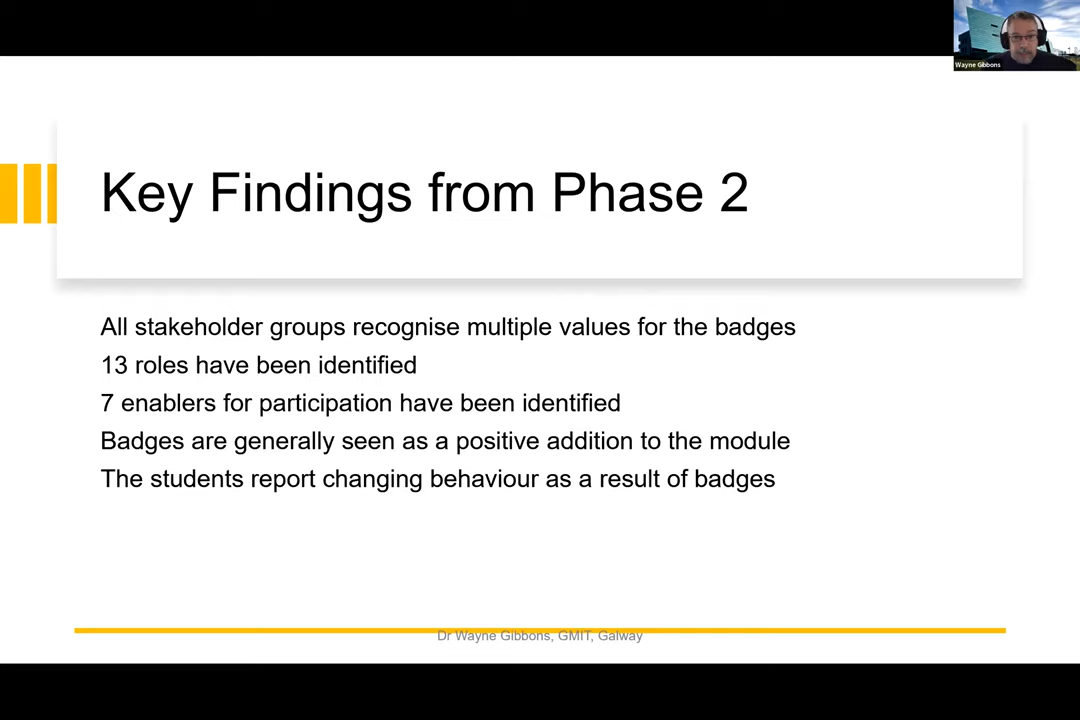 Wayne Gibbons
Key Findings from Phase 2
All stakeholder groups recognise multiple values for the badges
13 roles have been identified
7 enablers for participation have been identified
Badges are generally seen as a positive addition to the module
The students report changing behaviour as a result of badges
Dr Wayne Gibbons, GMIT, Galway